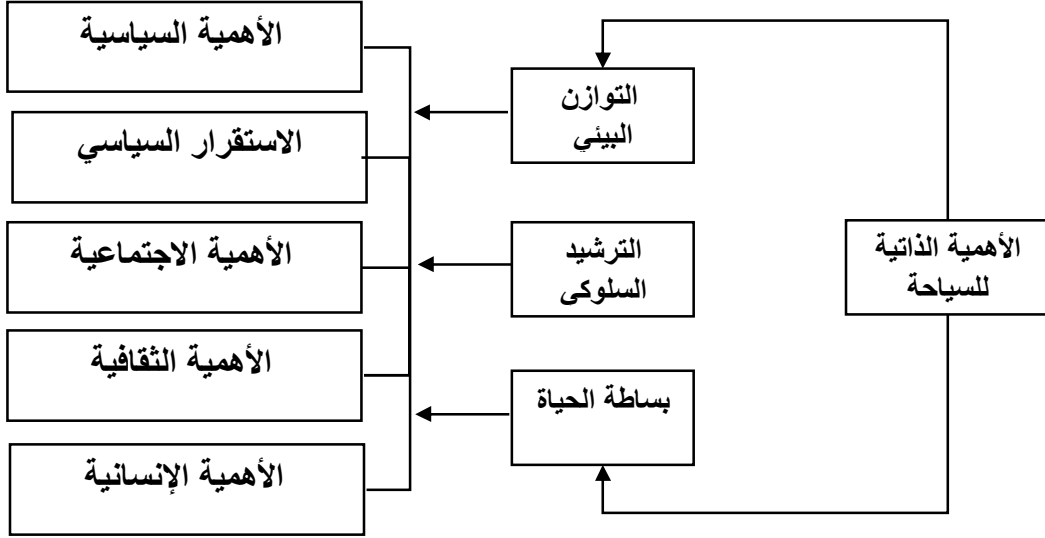 الأهمية الذاتية
للسياحة
التوازن
البيئي
الترشيد
السلوكى
بساطة الحياة
الأهمية السياسية
الاستقرار السياسي
الأهمية الاجتماعية
الأهمية الثقافية
الأهمية الإنسانية